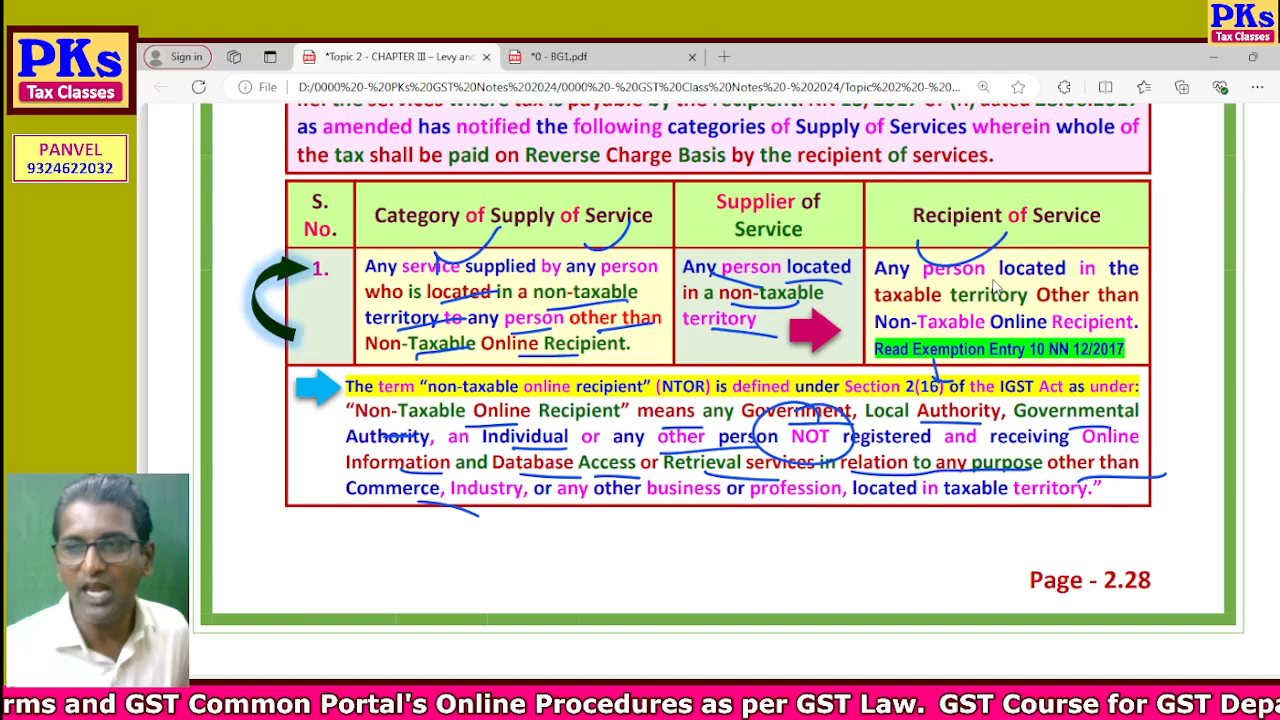 PKs
Tax Classes
PKs
Tax Classes
PANVEL
9324622032
Sign in
*Topic 2 - CHAPTER III – Levy and
*0 - BG1.pdf
File
D:/0000%20-%20PKs%20GST%20Notes%202024/0000%20-%20GST%20Class%20Notes%20-%202024/Topic%202%20-%20...
as amended has notified the following categories of Supply of Services wherein whole of
the tax shall be paid on Reverse Charge Basis by the recipient of services.
S. No.
Category of Supply of Service
Supplier of Service
Recipient of Service
1.
Any service supplied by any person
who is located in a non-taxable
territory to any person other than
Non-Taxable Online Recipient.
Any person located
in a non-taxable
territory
Any person located in the
taxable territory Other than
Non-Taxable Online Recipient.
Read Exemption Entry 10 NN 12/2017
The term “non-taxable online recipient” (NTOR) is defined under Section 2(16) of the IGST Act as under:
“Non-Taxable Online Recipient” means any Government, Local Authority, Governmental
Authority, an Individual or any other person NOT registered and receiving Online
Information and Database Access or Retrieval services in relation to any purpose other than
Commerce, Industry, or any other business or profession, located in taxable territory.”
Page - 2.28
rms and GST Common Portal's Online Procedures as per GST Law. GST Course for GST Depa